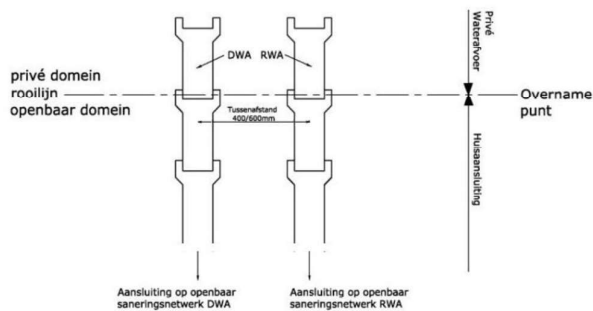 Privé
Waterafvoer
DWA RWA
privé domein
rooilijn
openbaar domein
Overname
punt
Tussenafstand
400/600mm
Huisaansluiting
Aansluiting op openbaar
saneringsnetwerk DWA
Aansluiting op openbaar
saneringsnetwerk RWA